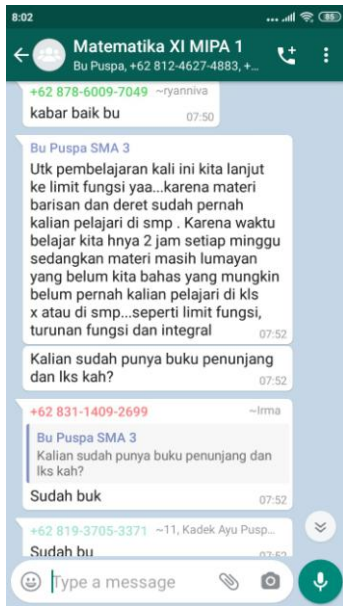 8:02
85
Matematika XI MIPA 1
Bu Puspa, +62 812-4627-4883, +...
+62 878-6009-7049 ~ryanniva
kabar baik bu
07:50
Bu Puspa SMA 3
Utk pembelajaran kali ini kita lanjut
ke limit fungsi yaa...karena materi
barisan dan deret sudah pernah
kalian pelajari di smp . Karena waktu
belajar kita hnya 2 jam setiap minggu
sedangkan materi masih lumayan
yang belum kita bahas yang mungkin
belum pernah kalian pelajari di kls
x atau di smp...seperti limit fungsi,
turunan fungsi dan integral
07:52
Kalian sudah punya buku penunjang
dan lks kah?
07:52
+62 831-1409-2699 ~Irma
Bu Puspa SMA 3
Kalian sudah punya buku penunjang dan
lks kah?
Sudah buk
07:52
+62 819-3705-3371 ~11, Kadek Ayu Pusp...
Sudah bu
07:52
Type a message